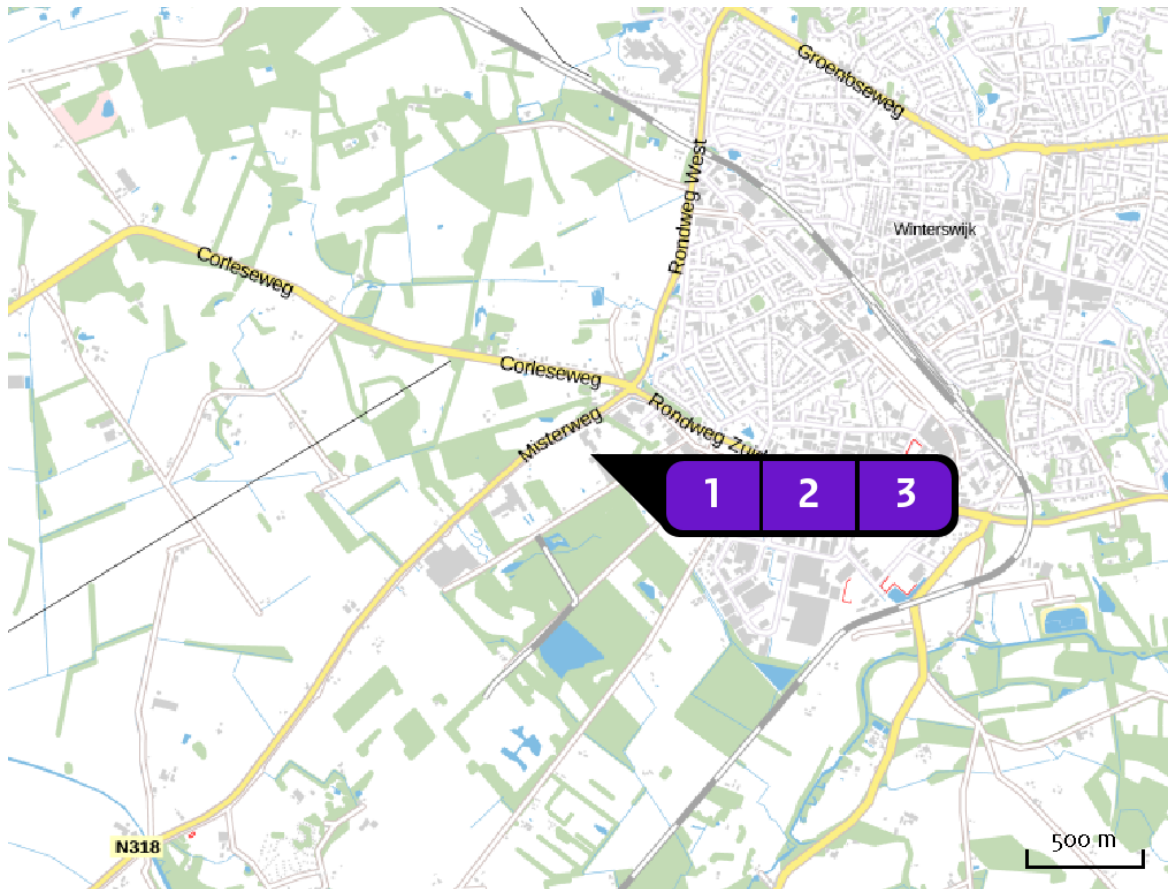 Groenloseweg
Rondweg West
Winterswijk
Corleseweg
Corleseweg
Rondweg Zuid
Misterweg
1 2 3
N318
500 m